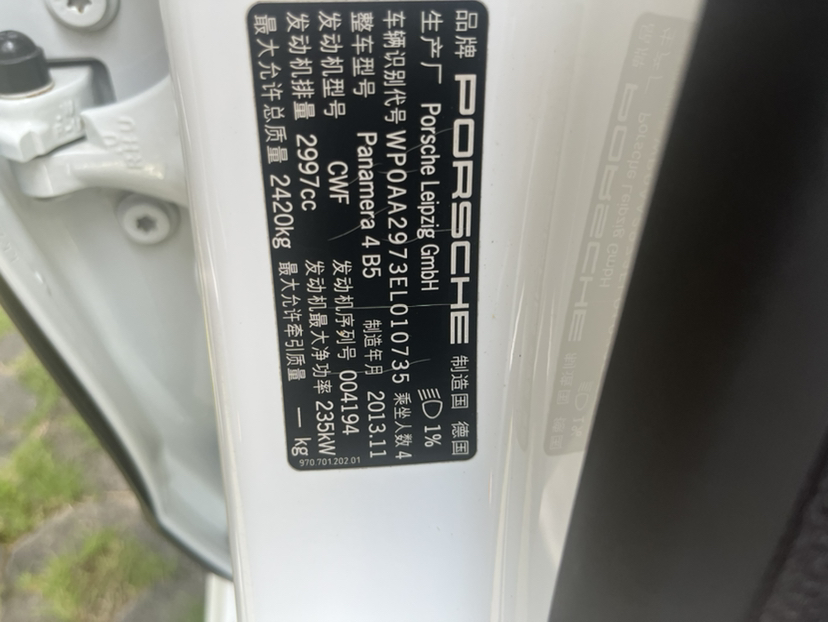 品牌 PORSCHE 制造国 德国
生产厂 Porsche Leipzig GmbH 1%
车辆识别代号 WP0AA2973EL010735 乘坐人数 4
整车型号 Panamera 4 B5 制造年月 2013.11
发动机型号 CWF 发动机序列号 004194
发动机排量 2997cc 发动机最大净功率 235kW
最大允许总质量 2420kg 最大允许牵引质量 — kg
970.701.202.01